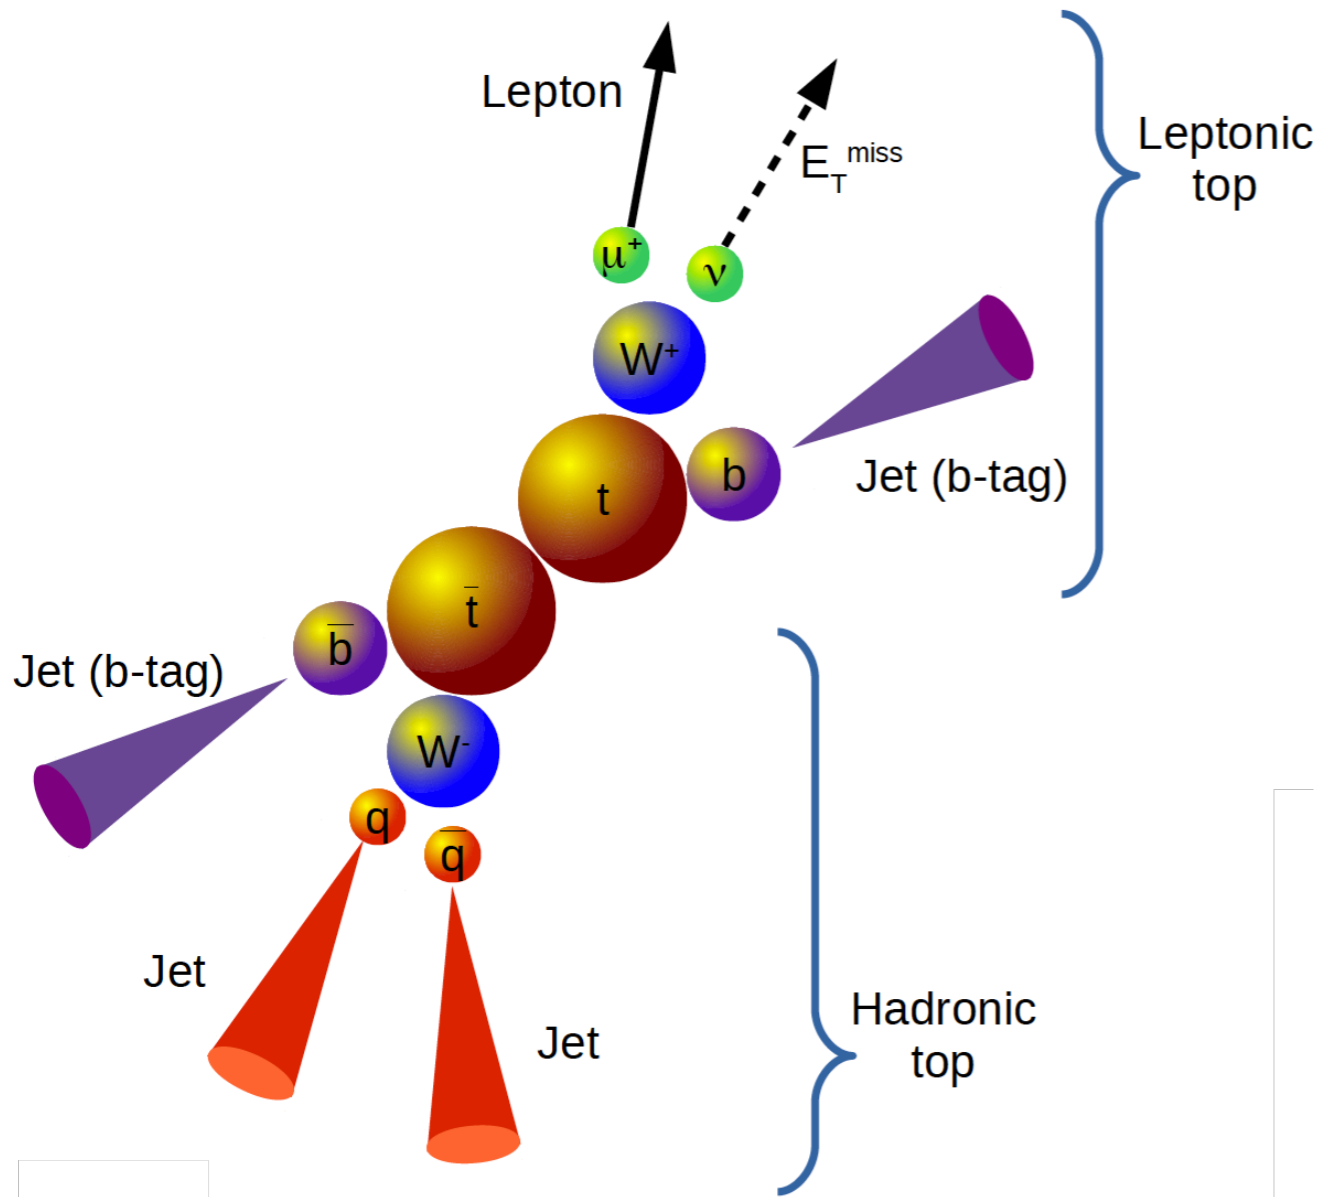 Lepton
E_T^miss
Leptonic
top
μ⁺
ν
W⁺
b
Jet (b-tag)
t
t̄
b̄
Jet (b-tag)
W⁻
q
q̄
Jet
Jet
Hadronic
top